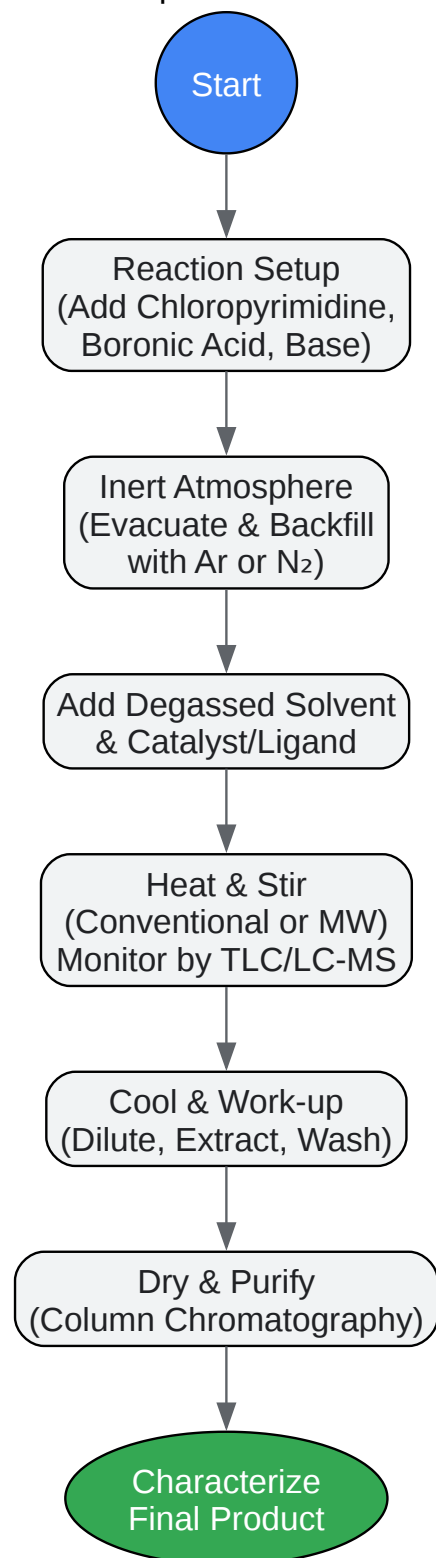 Start
Reaction Setup
(Add Chloropyrimidine,
Boronic Acid, Base)
Inert Atmosphere
(Evacuate & Backfill
with Ar or N₂)
Add Degassed Solvent
& Catalyst/Ligand
Heat & Stir
(Conventional or MW)
Monitor by TLC/LC-MS
Cool & Work-up
(Dilute, Extract, Wash)
Dry & Purify
(Column Chromatography)
Characterize
Final Product